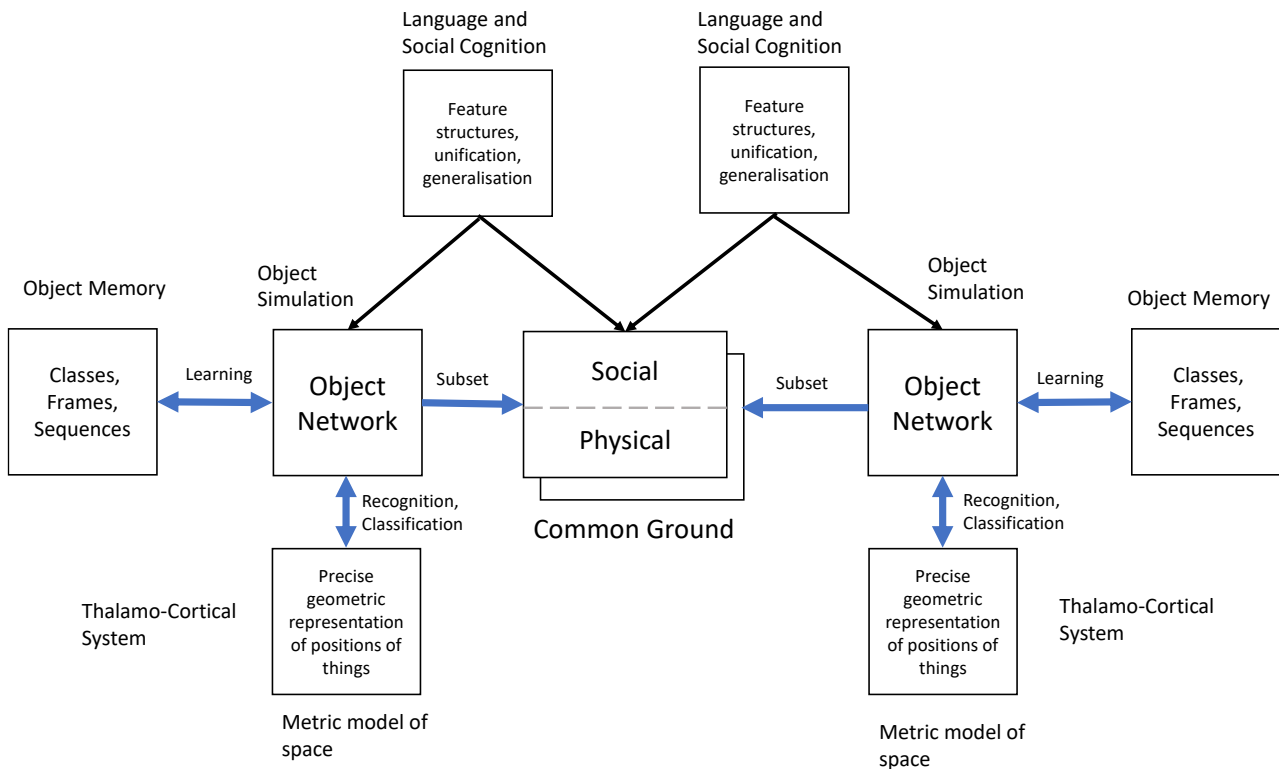 Language and
Social Cognition
Language and
Social Cognition
Feature
structures,
unification,
generalisation
Feature
structures,
unification,
generalisation
Object
Simulation
Object
Simulation
Object Memory
Object Memory
Classes,
Frames,
Sequences
Learning
Object
Network
Subset
Social
Physical
Subset
Object
Network
Learning
Classes,
Frames,
Sequences
Recognition,
Classification
Common Ground
Recognition,
Classification
Thalamo-Cortical
System
Precise
geometric
representation
of positions of
things
Precise
geometric
representation
of positions of
things
Thalamo-Cortical
System
Metric model of
space
Metric model of
space